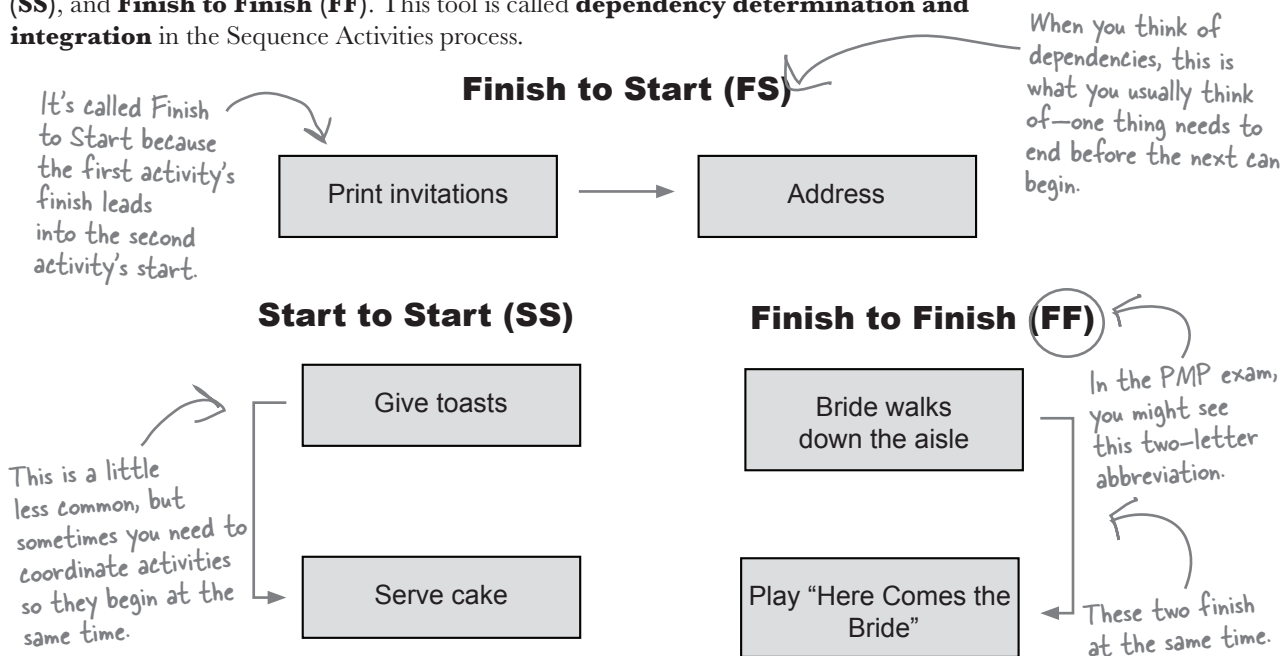 (SS), and Finish to Finish (FF). This tool is called dependency determination and
integration in the Sequence Activities process.
When you think of
dependencies, this is
what you usually think
of—one thing needs to
end before the next can
begin.
Finish to Start (FS)
It's called Finish
to Start because
the first activity's
finish leads
into the second
activity's start.
Print invitations
Address
Start to Start (SS)
Finish to Finish (FF)
Give toasts
Bride walks
down the aisle
In the PMP exam,
you might see
this two-letter
abbreviation.
This is a little
less common, but
sometimes you need to
coordinate activities
so they begin at the
same time.
Serve cake
Play “Here Comes the
Bride”
These two finish
at the same time.